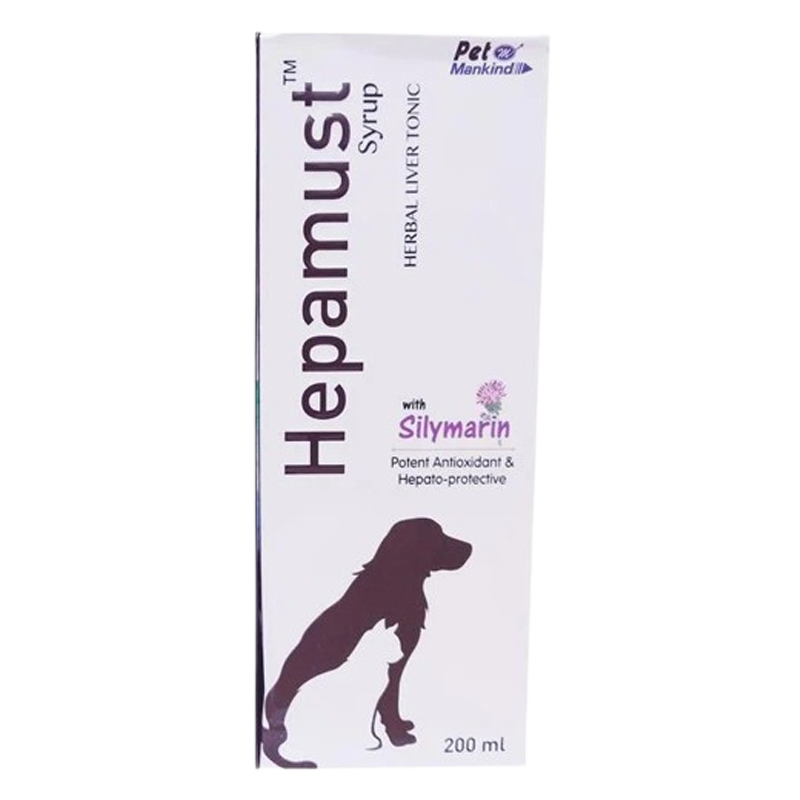 Pet m
Mankind
Hepamust™
Syrup
HERBAL LIVER TONIC
with
Silymarin
Potent Antioxidant &
Hepato-protective
200 ml